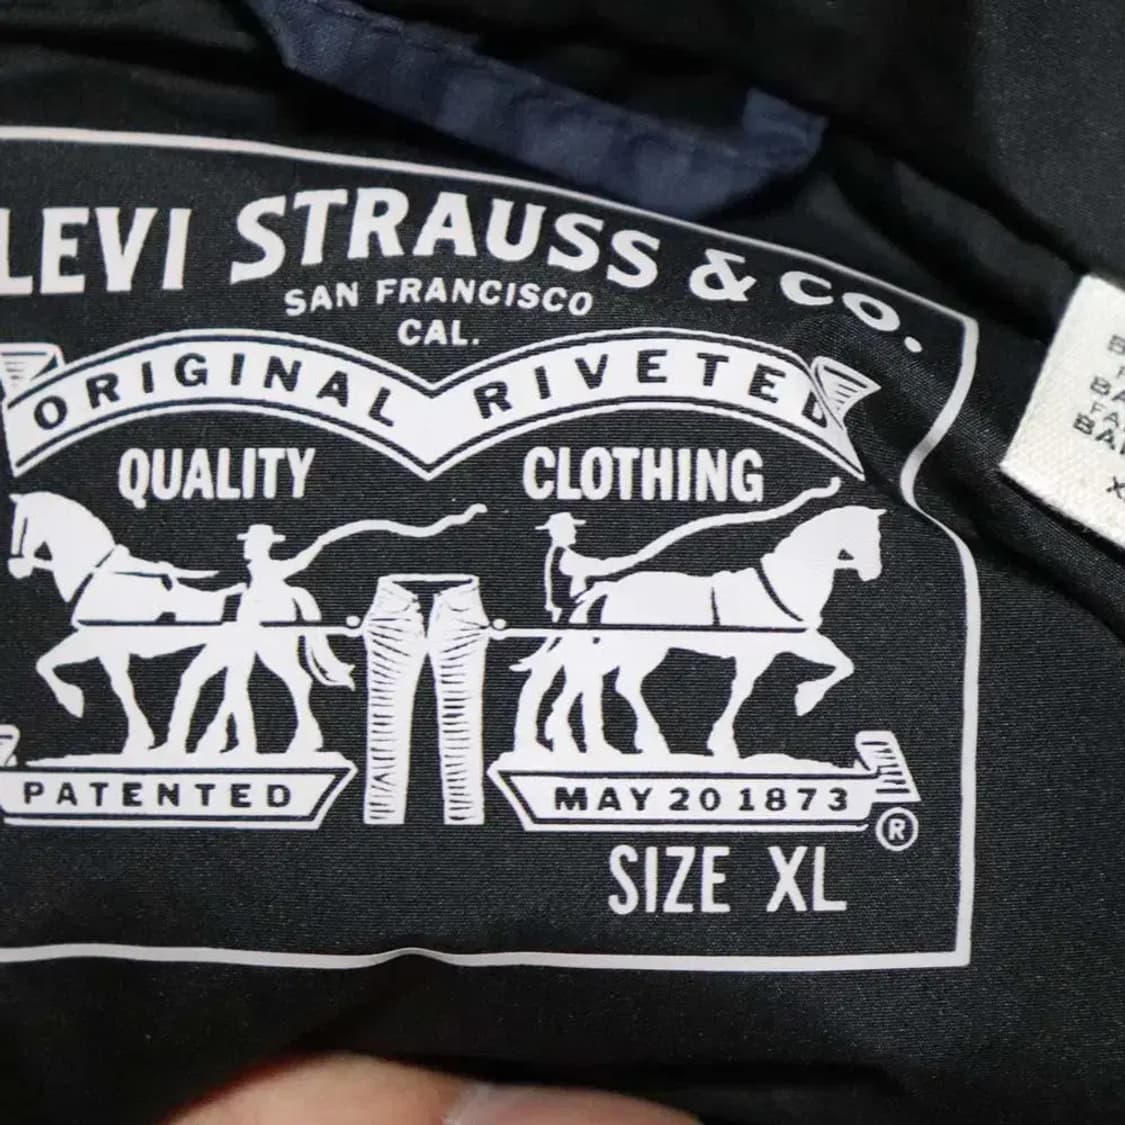 LEVI STRAUSS & CO.
SAN FRANCISCO
CAL.
ORIGINAL RIVETED
QUALITY CLOTHING
PATENTED MAY 20 1873
®
SIZE XL